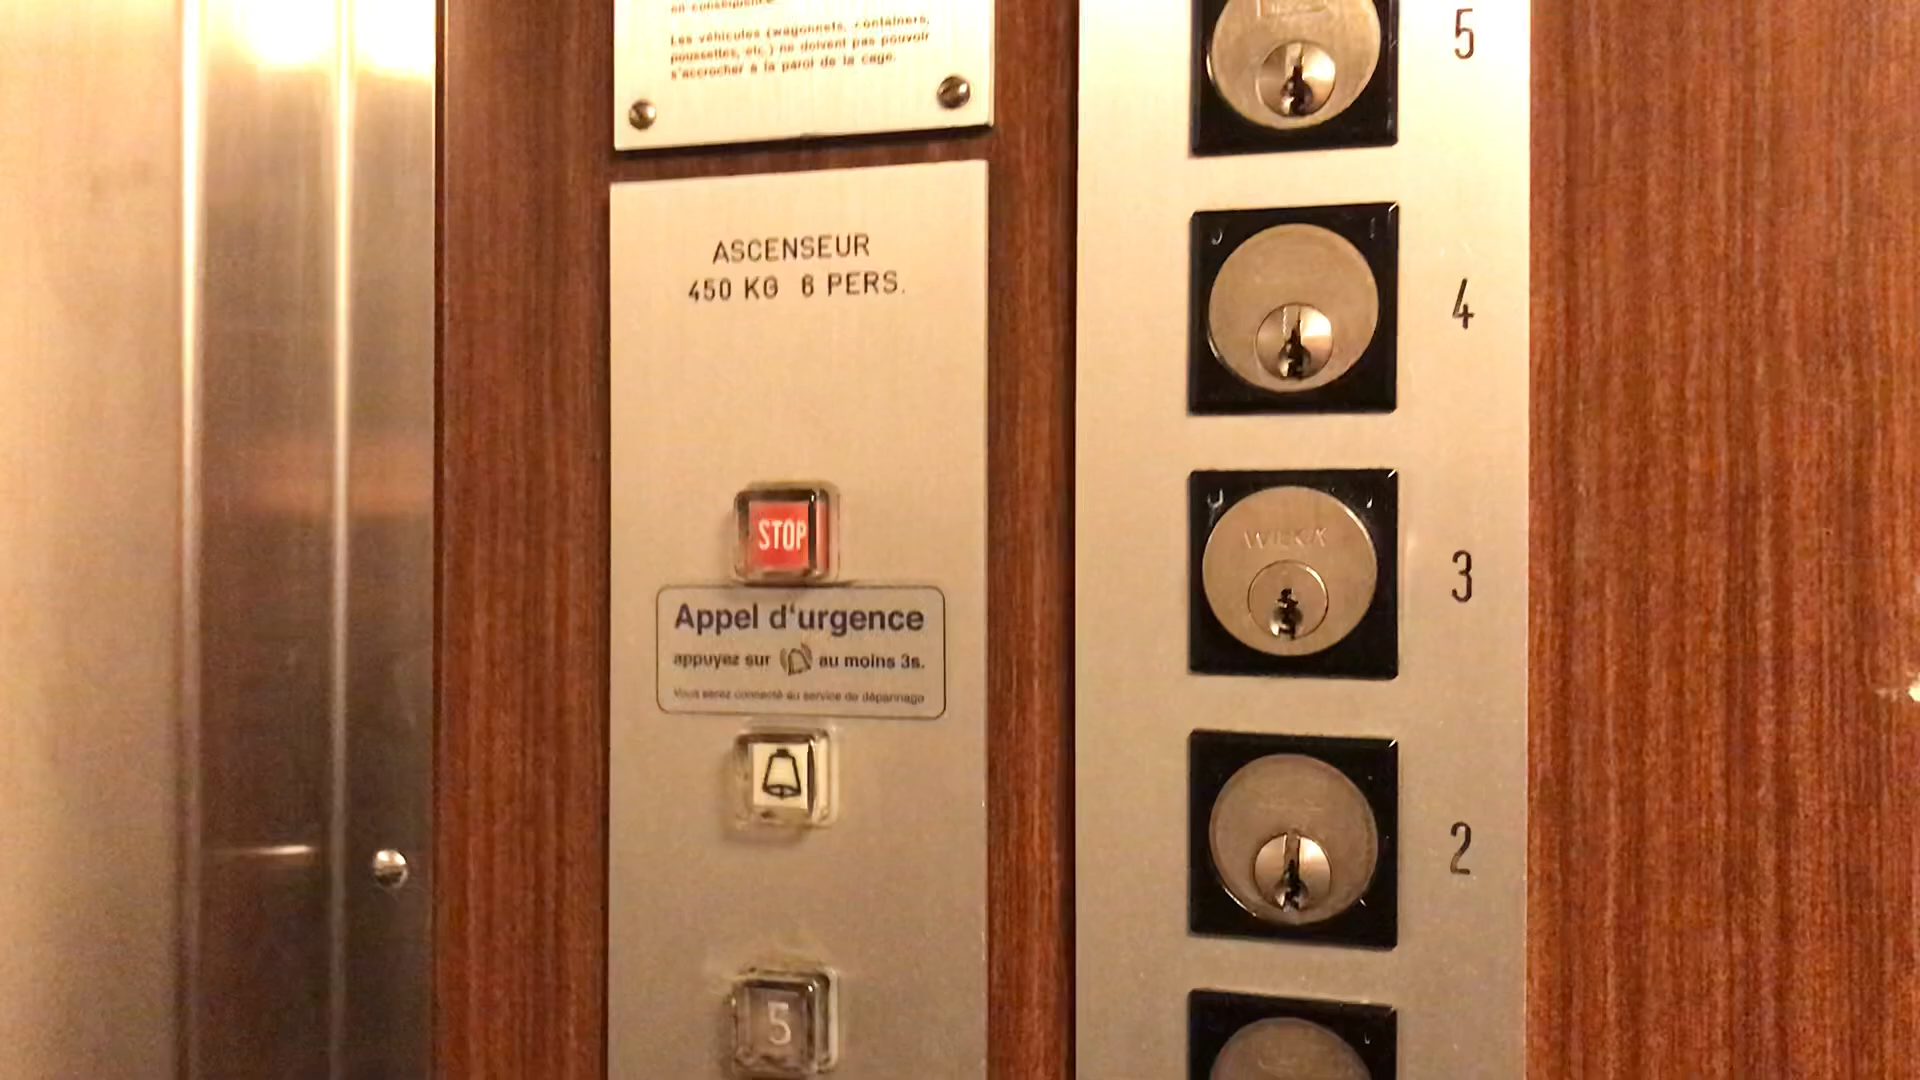 en conséquence.
Les véhicules (wagonnets, containers,
poussettes, etc.) ne doivent pas pouvoir
s'accrocher à la paroi de la cage.
ASCENSEUR
450 KG 6 PERS.
STOP
Appel d'urgence
appuyez sur au moins 3s.
Vous serez connecté au service de dépannage
5
5
4
3
2